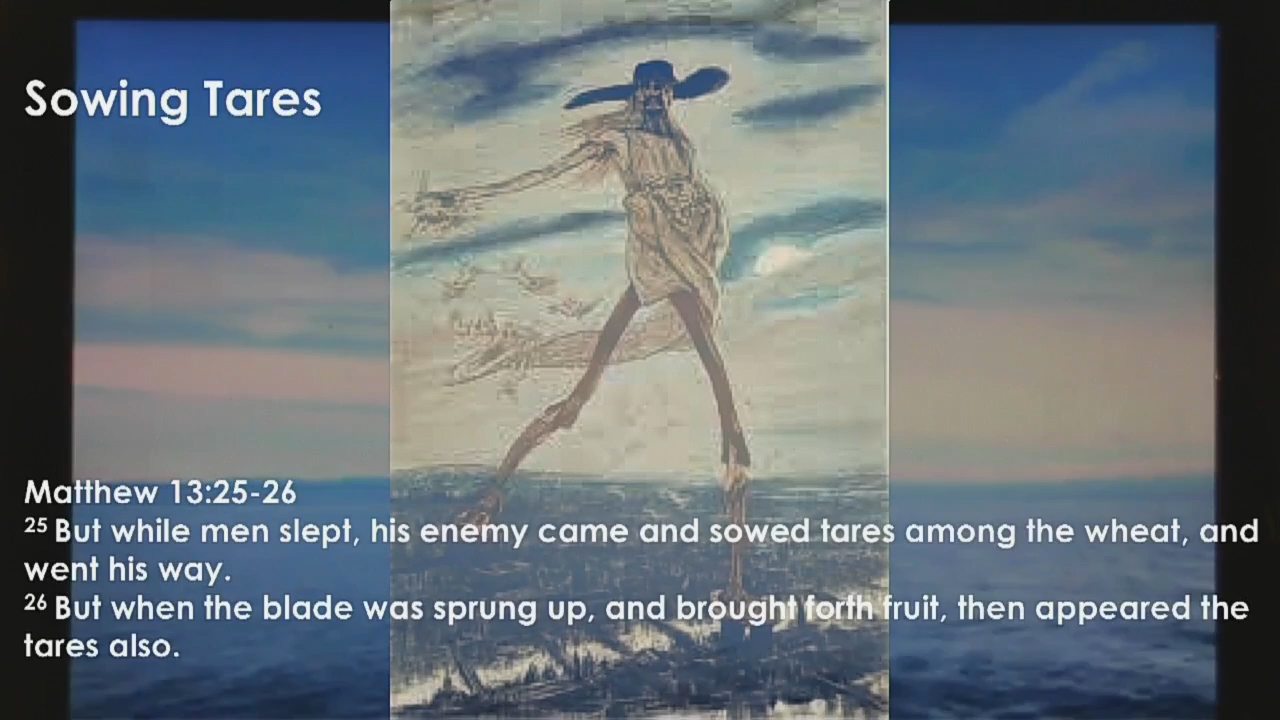 Sowing Tares
Matthew 13:25-26
25 But while men slept, his enemy came and sowed tares among the wheat, and
went his way.
26 But when the blade was sprung up, and brought forth fruit, then appeared the
tares also.